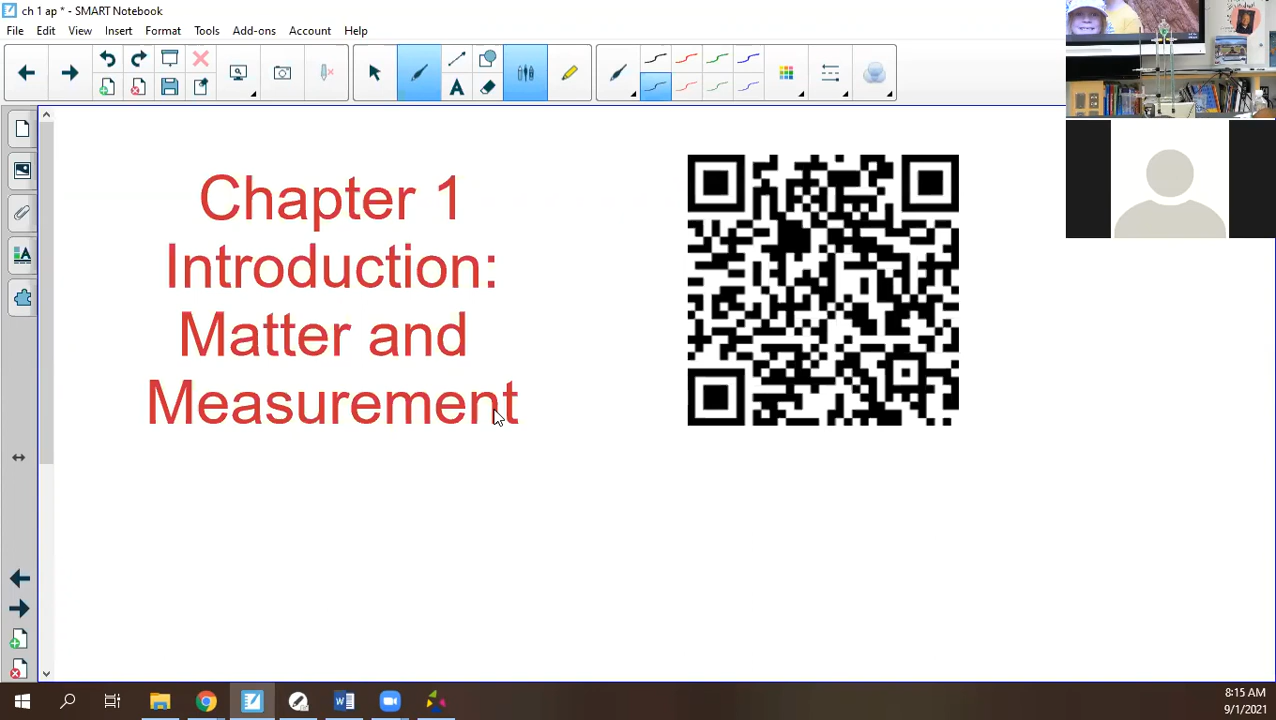 ch 1 ap * - SMART Notebook
File Edit View Insert Format Tools Add-ons Account Help
Chapter 1
Introduction:
Matter and
Measurement
8:15 AM
9/1/2021